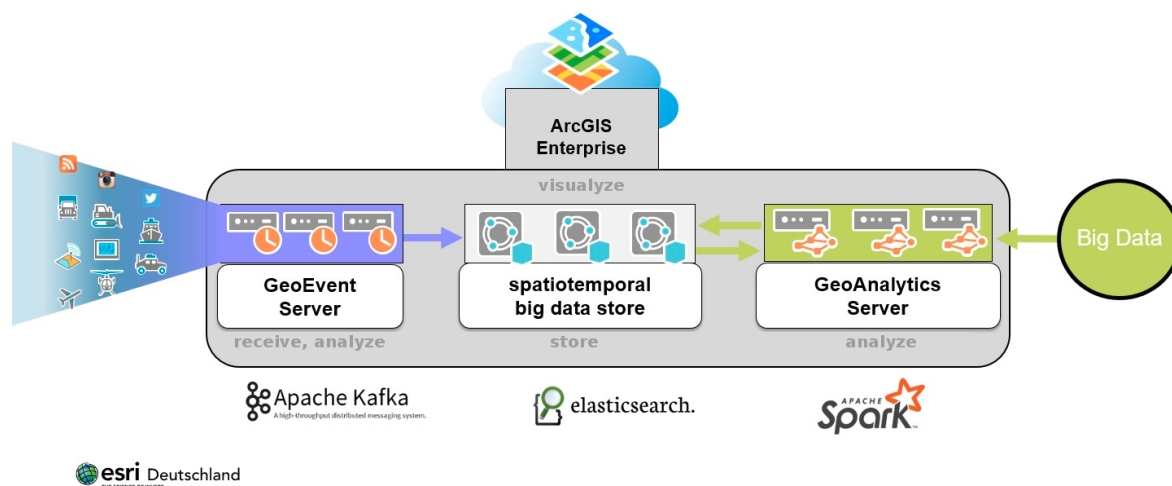 ArcGIS
Enterprise
visualize
GeoEvent
Server
spatiotemporal
big data store
GeoAnalytics
Server
Big Data
receive, analyze
store
analyze
Apache Kafka
A high-throughput distributed messaging system.
elasticsearch.
APACHE
Spark
esri Deutschland